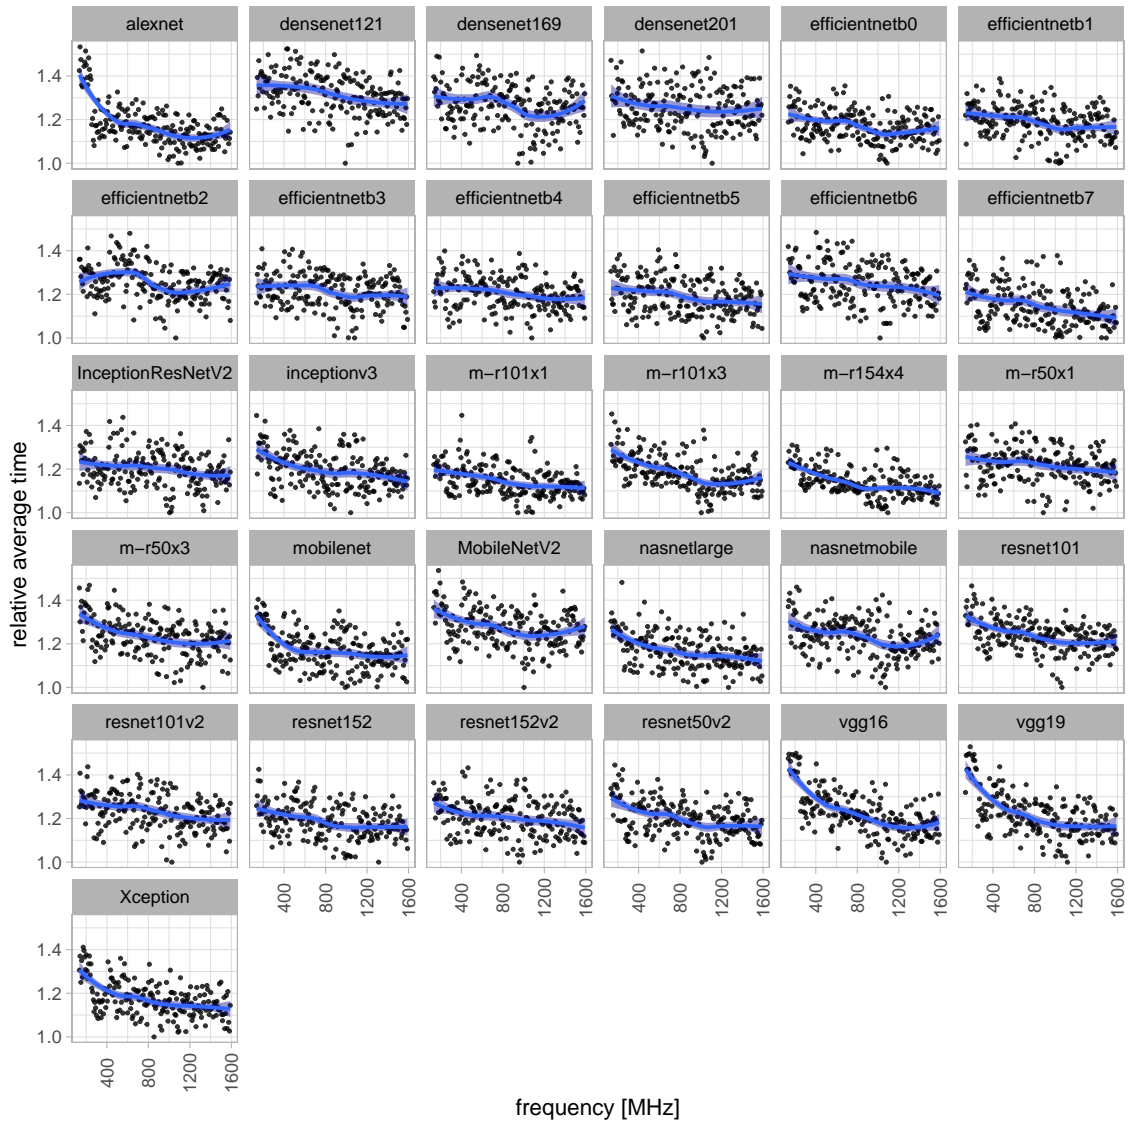 alexnet densenet121 densenet169 densenet201 efficientnetb0 efficientnetb1
1.4
1.2
1.0
efficientnetb2 efficientnetb3 efficientnetb4 efficientnetb5 efficientnetb6 efficientnetb7
1.4
1.2
1.0
InceptionResNetV2 inceptionv3 m−r101x1 m−r101x3 m−r154x4 m−r50x1
1.4
1.2
1.0
relative average time
m−r50x3 mobilenet MobileNetV2 nasnetlarge nasnetmobile resnet101
1.4
1.2
1.0
resnet101v2 resnet152 resnet152v2 resnet50v2 vgg16 vgg19
1.4
1.2
1.0
400 800 1200 1600 400 800 1200 1600 400 800 1200 1600 400 800 1200 1600 400 800 1200 1600
Xception
1.4
1.2
1.0
400 800 1200 1600
frequency [MHz]